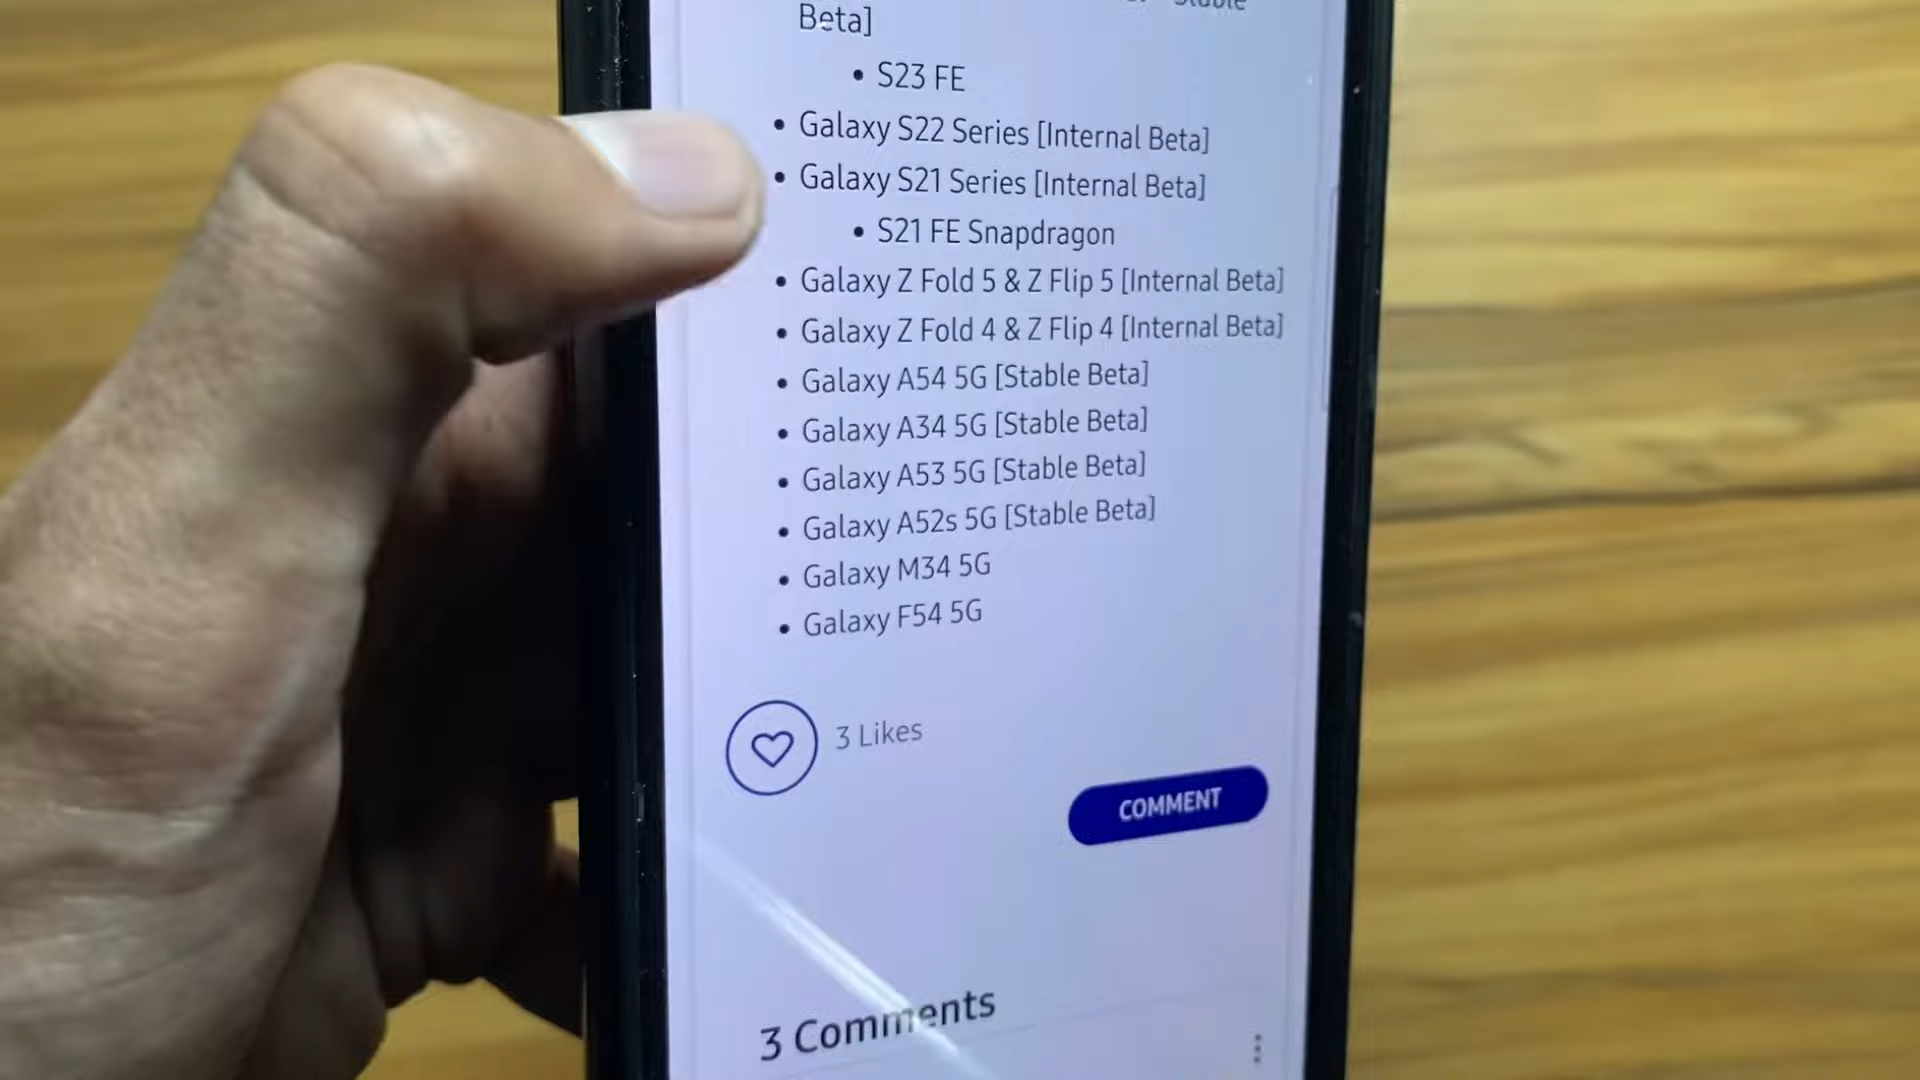 Stable
Beta]
• S23 FE
• Galaxy S22 Series [Internal Beta]
• Galaxy S21 Series [Internal Beta]
• S21 FE Snapdragon
• Galaxy Z Fold 5 & Z Flip 5 [Internal Beta]
• Galaxy Z Fold 4 & Z Flip 4 [Internal Beta]
• Galaxy A54 5G [Stable Beta]
• Galaxy A34 5G [Stable Beta]
• Galaxy A53 5G [Stable Beta]
• Galaxy A52s 5G [Stable Beta]
• Galaxy M34 5G
• Galaxy F54 5G
3 Likes
COMMENT
3 Comments